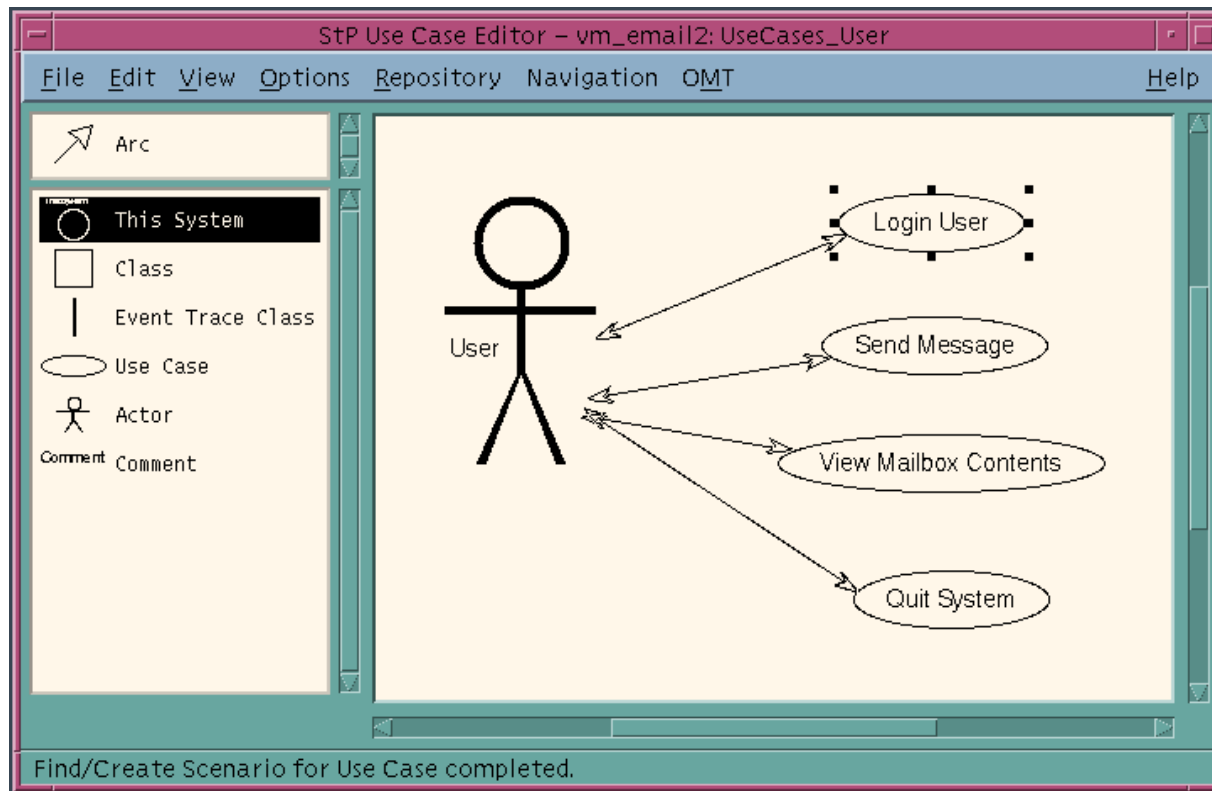 StP Use Case Editor – vm_email2: UseCases_User
File Edit View Options Repository Navigation OMT Help
Arc
This System
Class
Event Trace Class
Use Case
Actor
Comment Comment
User
Login User
Send Message
View Mailbox Contents
Quit System
Find/Create Scenario for Use Case completed.